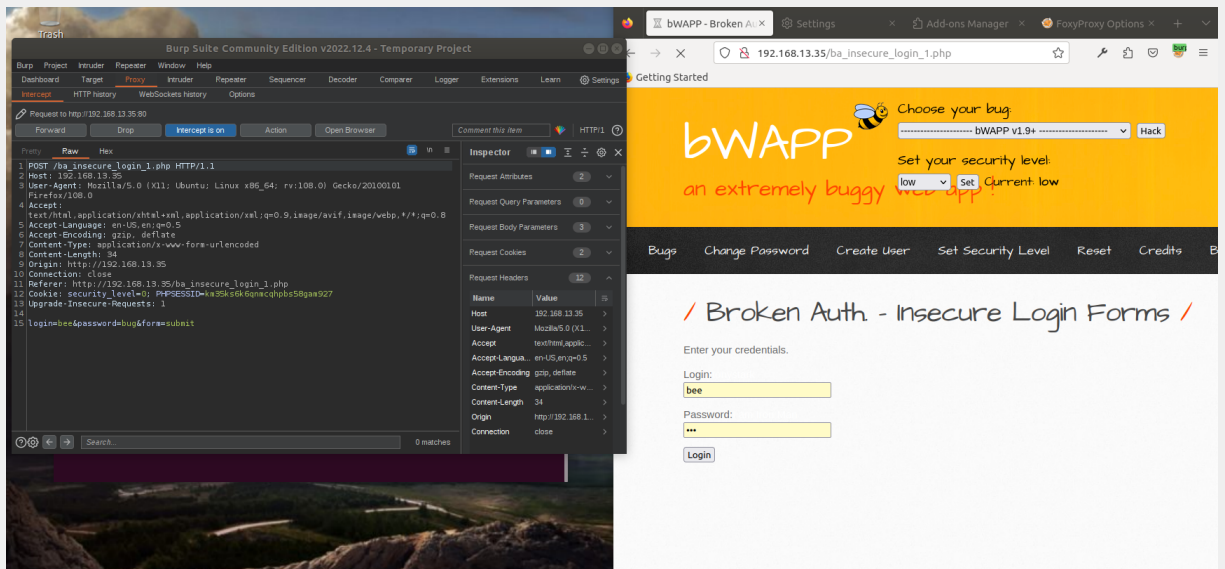 Trash
Burp Suite Community Edition v2022.12.4 - Temporary Project
Burp Project Intruder Repeater Window Help
Dashboard Target Proxy Intruder Repeater Sequencer Decoder Comparer Logger Extensions Learn Settings
Intercept HTTP history WebSockets history Options
Request to http://192.168.13.35:80
Forward Drop Intercept is on Action Open Browser Comment this item HTTP/1
Pretty Raw Hex \n
1 POST /ba_insecure_login_1.php HTTP/1.1
2 Host: 192.168.13.35
3 User-Agent: Mozilla/5.0 (X11; Ubuntu; Linux x86_64; rv:108.0) Gecko/20100101
Firefox/108.0
4 Accept:
text/html,application/xhtml+xml,application/xml;q=0.9,image/avif,image/webp,*/*;q=0.8
5 Accept-Language: en-US,en;q=0.5
6 Accept-Encoding: gzip, deflate
7 Content-Type: application/x-www-form-urlencoded
8 Content-Length: 34
9 Origin: http://192.168.13.35
10 Connection: close
11 Referer: http://192.168.13.35/ba_insecure_login_1.php
12 Cookie: security_level=0; PHPSESSID=km35ks6k6qnmcqhpbs58gam927
13 Upgrade-Insecure-Requests: 1
14
15 login=bee&password=bug&form=submit
Search... 0 matches
Inspector
Request Attributes 2
Request Query Parameters 0
Request Body Parameters 3
Request Cookies 2
Request Headers 12
Name Value
Host 192.168.13.35
User-Agent Mozilla/5.0 (X1...
Accept text/html,applic...
Accept-Langua... en-US,en;q=0.5
Accept-Encoding gzip, deflate
Content-Type application/x-w...
Content-Length 34
Origin http://192.168.1...
Connection close
bWAPP - Broken Au Settings Add-ons Manager FoxyProxy Options
192.168.13.35/ba_insecure_login_1.php
Getting Started
bWAPP
an extremely buggy web app !
Choose your bug:
---------------------- bWAPP v1.9+ ---------------------- Hack
Set your security level:
low Set Current: low
Bugs Change Password Create User Set Security Level Reset Credits B
/ Broken Auth. - Insecure Login Forms /
Enter your credentials.
Login:
bee
Password:
•••
Login